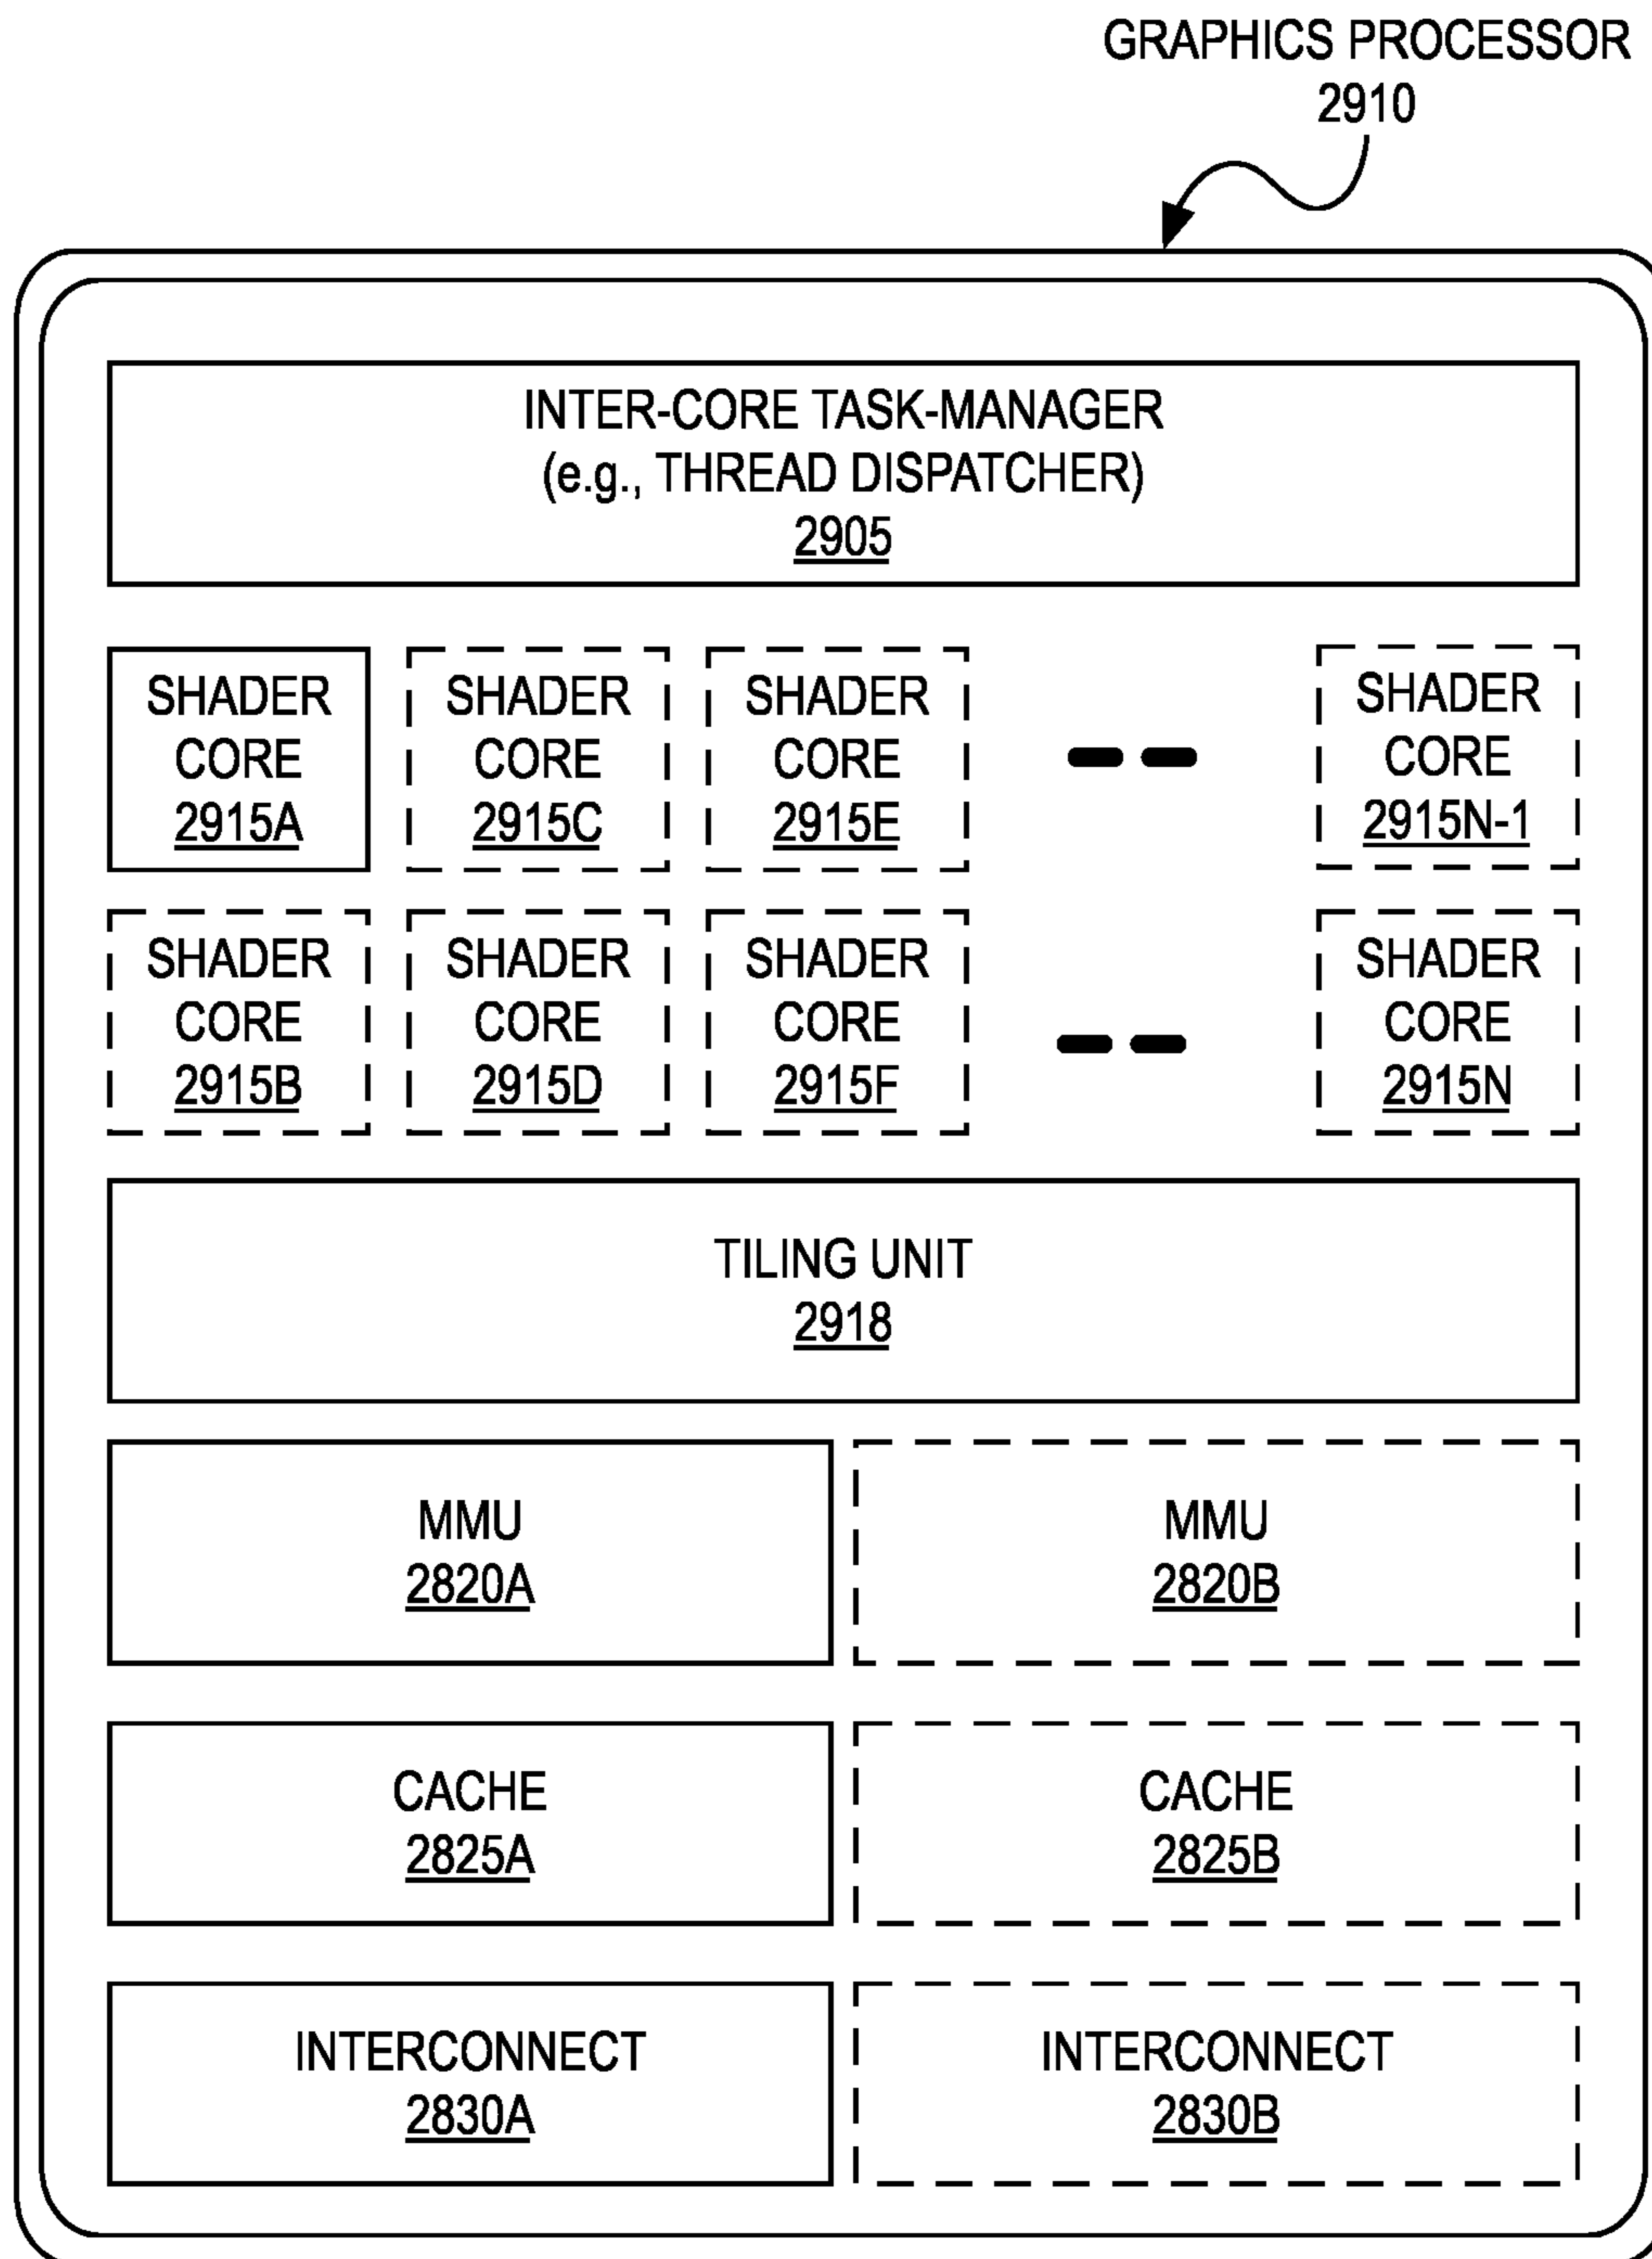 GRAPHICS PROCESSOR
2910
INTER-CORE TASK-MANAGER
(e.g., THREAD DISPATCHER)
2905
SHADER
CORE
2915A
SHADER
CORE
2915C
SHADER
CORE
2915E
SHADER
CORE
2915N-1
SHADER
CORE
2915B
SHADER
CORE
2915D
SHADER
CORE
2915F
SHADER
CORE
2915N
TILING UNIT
2918
MMU
2820A
MMU
2820B
CACHE
2825A
CACHE
2825B
INTERCONNECT
2830A
INTERCONNECT
2830B